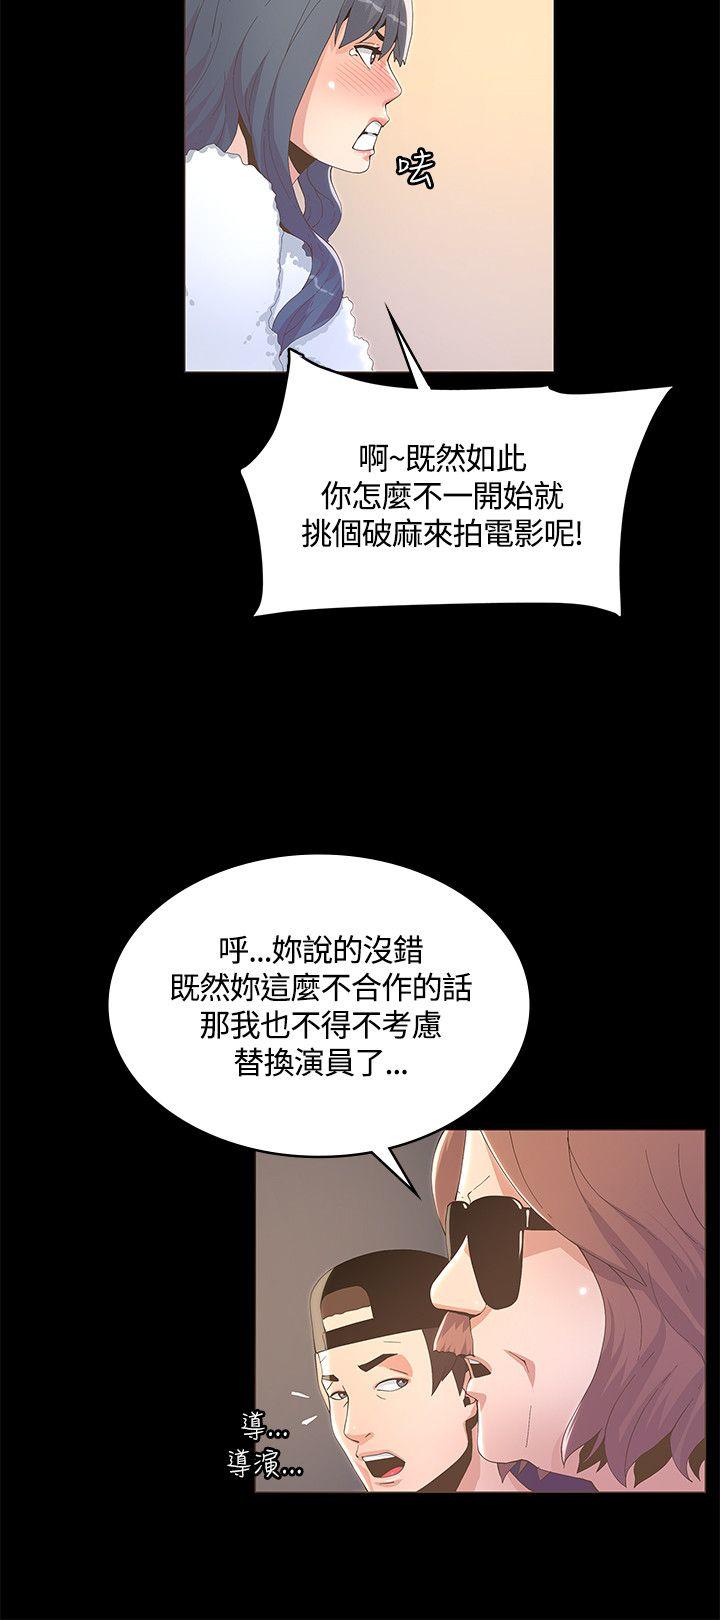 呿
啊~既然如此
你怎麼不一開始就
挑個破麻來拍電影呢!
呼...妳說的沒錯
既然妳這麼不合作的話
那我也不得不考慮
替換演員了...
導...
導演...